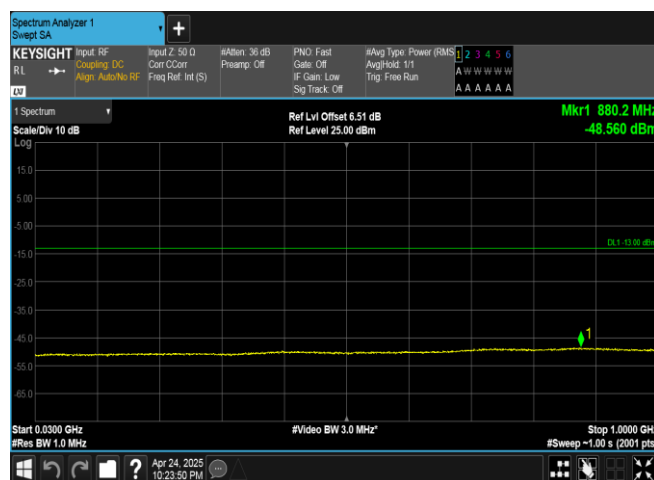 Spectrum Analyzer 1
Swept SA
+
KEYSIGHT
RL
LXI
Input: RF
Coupling: DC
Align: Auto/No RF
Input Z: 50 Ω
Corr CCorr
Freq Ref: Int (S)
#Atten: 36 dB
Preamp: Off
PNO: Fast
Gate: Off
IF Gain: Low
Sig Track: Off
#Avg Type: Power (RMS
Avg|Hold: 1/1
Trig: Free Run
1 2 3 4 5 6
A W W W W W
A A A A A A
1 Spectrum
Scale/Div 10 dB
Log
Ref Lvl Offset 6.51 dB
Ref Level 25.00 dBm
Mkr1 880.2 MHz
-48.560 dBm
15.0
5.00
-5.00
DL1 -13.00 dBm
-15.0
-25.0
-35.0
-45.0
1
-55.0
-65.0
Start 0.0300 GHz
#Res BW 1.0 MHz
#Video BW 3.0 MHz*
Stop 1.0000 GHz
#Sweep ~1.00 s (2001 pts
?
Apr 24, 2025
10:23:50 PM